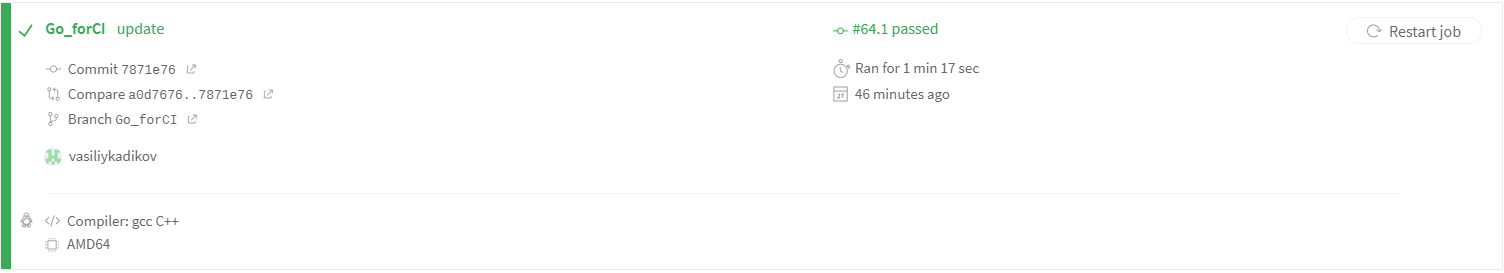 Go_forCI update
#64.1 passed
Restart job
Commit 7871e76
Ran for 1 min 17 sec
Compare a0d7676..7871e76
46 minutes ago
Branch Go_forCI
vasiliykadikov
Compiler: gcc C++
AMD64